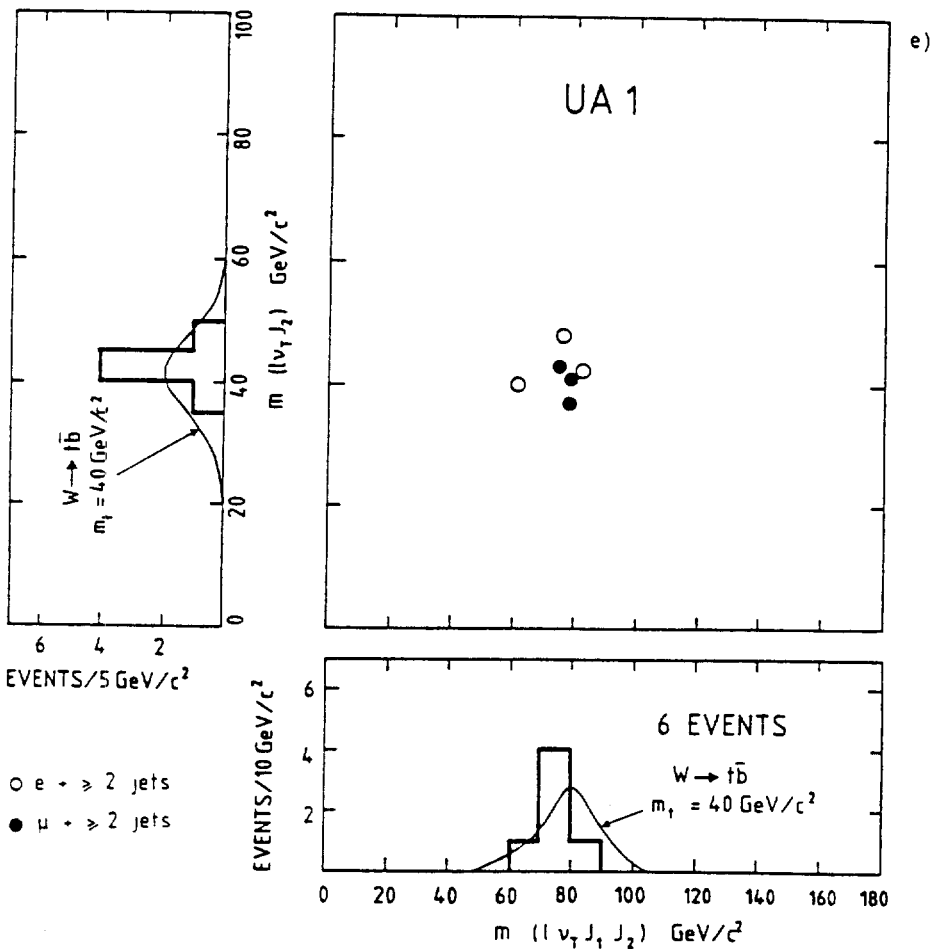 e)
UA 1
100
80
60
40
20
0
m (lν_T J_2) GeV/c²
W → tb̄
m_t = 40 GeV/c²
6 4 2
EVENTS/5 GeV/c²
○ e + ⩾ 2 jets
● μ + ⩾ 2 jets
6
4
2
EVENTS/10 GeV/c²
6 EVENTS
W → tb̄
m_t = 40 GeV/c²
0 20 40 60 80 100 120 140 160 180
m (lν_T J_1 J_2) GeV/c²